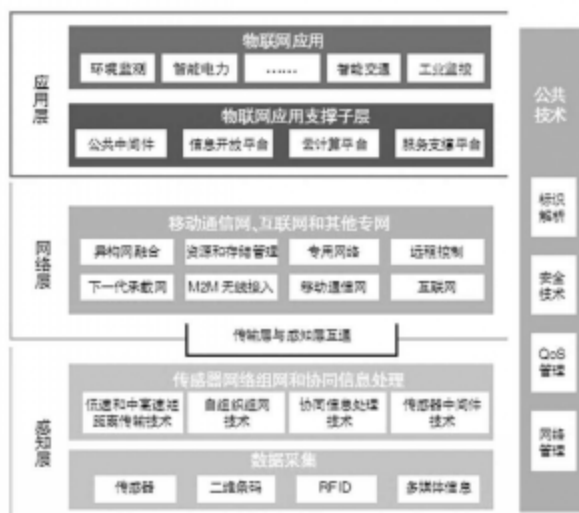 应用层
物联网应用
环境监测 智能电力 …… 智能交通 工业监控
物联网应用支撑子层
公共中间件 信息开放平台 云计算平台 服务支撑平台
网络层
移动通信网、互联网和其他专网
异构网融合 资源和存储管理 专用网络 远程控制
下一代承载网 M2M无线接入 移动通信网 互联网
传输层与感知层互通
感知层
传感器网络组网和协同信息处理
低速和中高速短
距离传输技术
自组织组网
技术
协同信息处理
技术
传感器中间件
技术
数据采集
传感器 二维条码 RFID 多媒体信息
公共
技术
标识
解析
安全
技术
QoS
管理
网络
管理